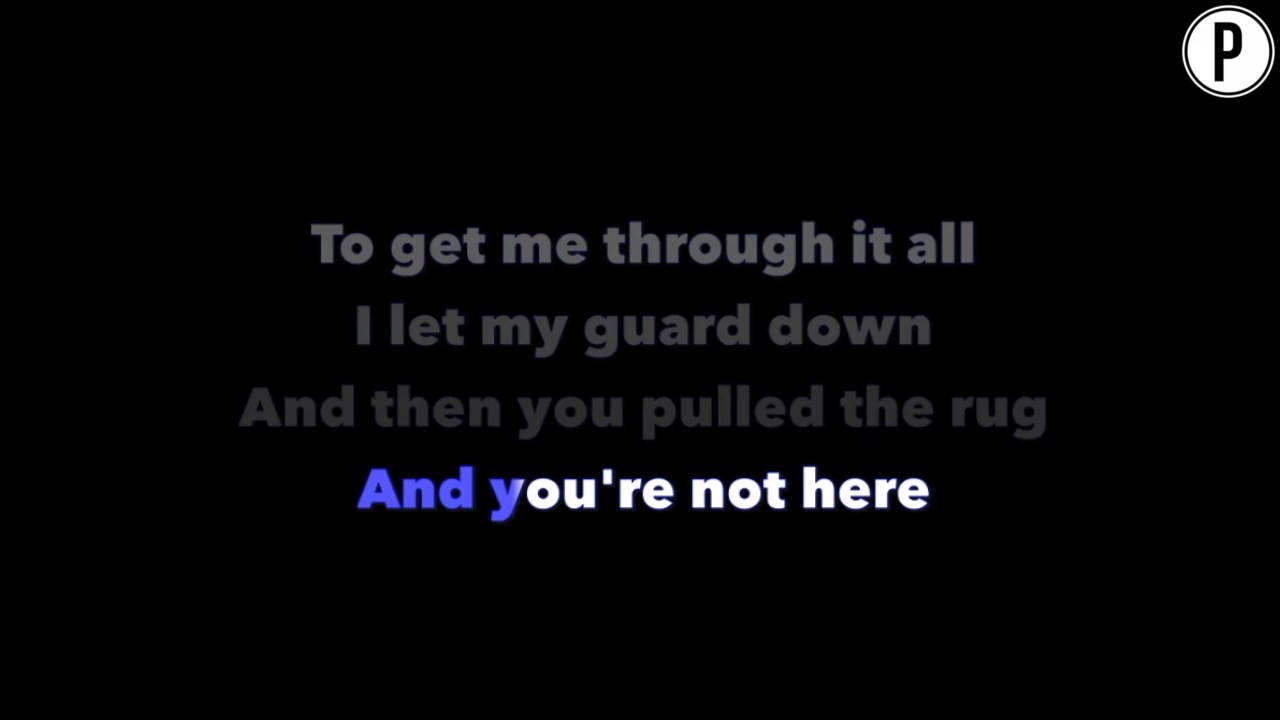 P
To get me through it all
I let my guard down
And then you pulled the rug
And you're not here